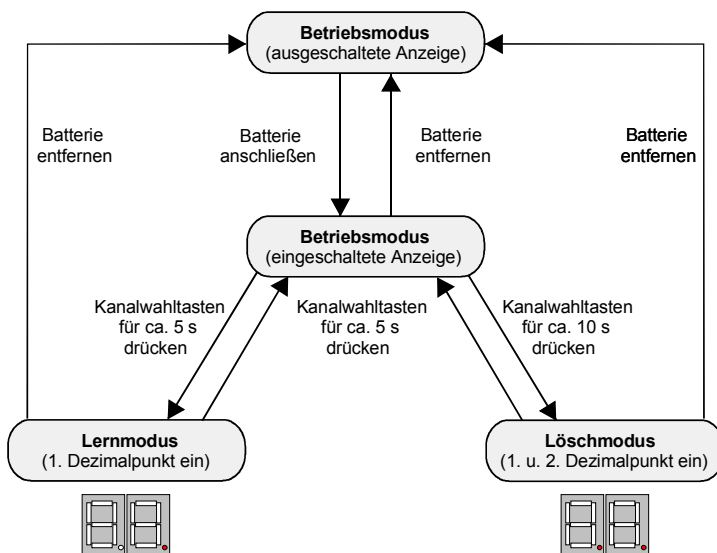 Betriebsmodus
(ausgeschaltete Anzeige)
Batterie
entfernen
Batterie
anschließen
Batterie
entfernen
Batterie
entfernen
Betriebsmodus
(eingeschaltete Anzeige)
Kanalwahltasten
für ca. 5 s
drücken
Kanalwahltasten
für ca. 5 s
drücken
Kanalwahltasten
für ca. 10 s
drücken
Lernmodus
(1. Dezimalpunkt ein)
Löschmodus
(1. u. 2. Dezimalpunkt ein)